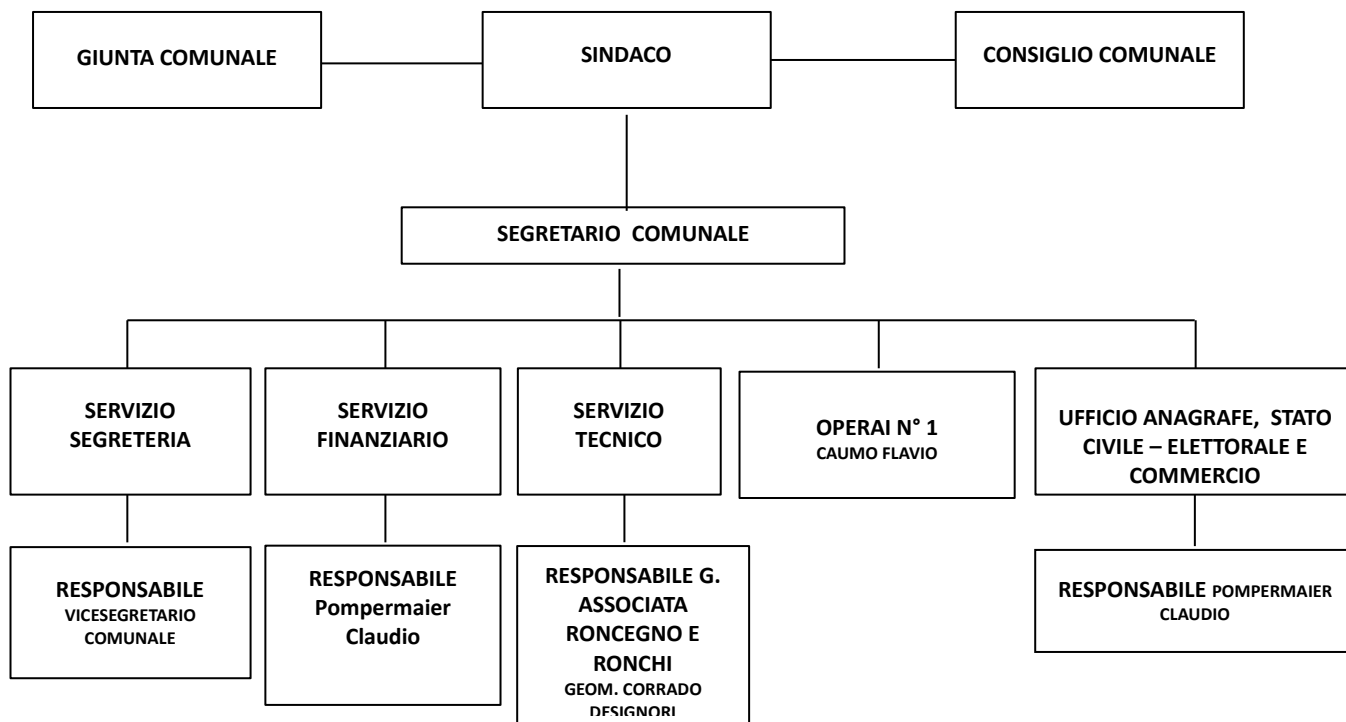 GIUNTA COMUNALE
SINDACO
CONSIGLIO COMUNALE
SEGRETARIO COMUNALE
SERVIZIO
SEGRETERIA
SERVIZIO
FINANZIARIO
SERVIZIO
TECNICO
OPERAI N° 1
CAUMO FLAVIO
UFFICIO ANAGRAFE, STATO
CIVILE – ELETTORALE E
COMMERCIO
RESPONSABILE
VICESEGRETARIO
COMUNALE
RESPONSABILE
Pompermaier
Claudio
RESPONSABILE G.
ASSOCIATA
RONCEGNO E
RONCHI
GEOM. CORRADO
DESIGNORI
RESPONSABILE POMPERMAIER
CLAUDIO